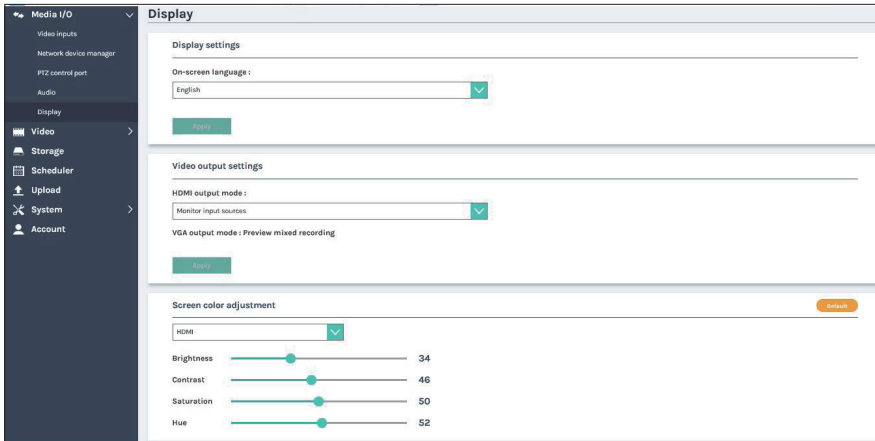 Media I/O
Video inputs
Network device manager
PTZ control port
Audio
Display
Video
Storage
Scheduler
Upload
System
Account
Display
Display settings
On-screen language :
English
Apply
Video output settings
HDMI output mode :
Monitor input sources
VGA output mode : Preview mixed recording
Apply
Screen color adjustment
Default
HDMI
Brightness 34
Contrast 46
Saturation 50
Hue 52